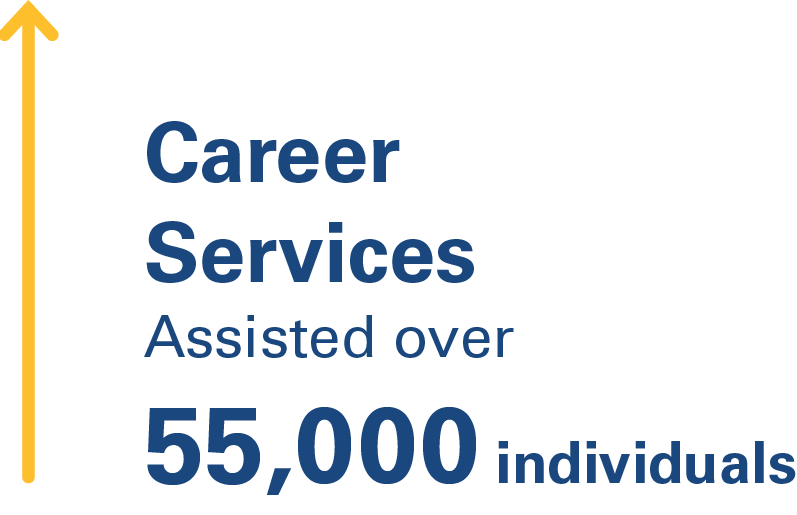 Career
Services
Assisted over
55,000 individuals